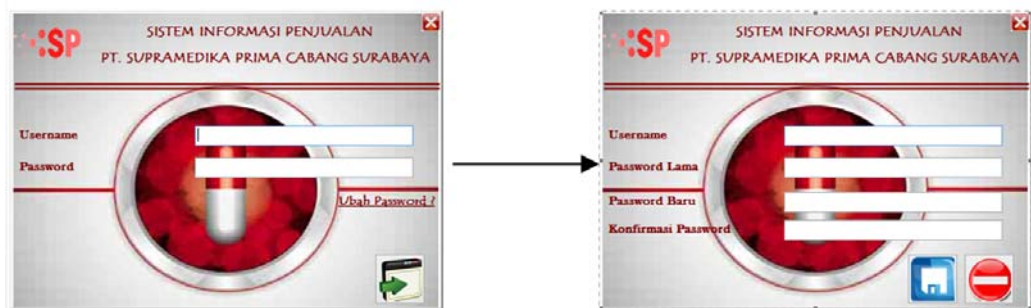 SP
SISTEM INFORMASI PENJUALAN
PT. SUPRAMEDIKA PRIMA CABANG SURABAYA
Username
Password
Ubah Password ?
SP
SISTEM INFORMASI PENJUALAN
PT. SUPRAMEDIKA PRIMA CABANG SURABAYA
Username
Password Lama
Password Baru
Konfirmasi Password